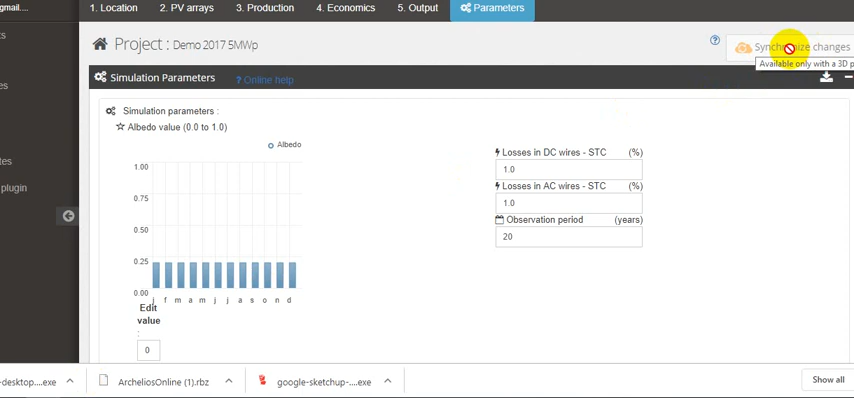 gmail....
1. Location
2. PV arrays
3. Production
4. Economics
5. Output
Parameters
ts
Project : Demo 2017 5MWp
?
Synchronize changes
Available only with a 3D p
Simulation Parameters
? Online help
es
Simulation parameters :
Albedo value (0.0 to 1.0)
Albedo
1.00
0.75
0.50
0.25
0.00
j f m a m j j a s o n d
Edit
value
:
0
Losses in DC wires - STC (%)
1.0
Losses in AC wires - STC (%)
1.0
Observation period (years)
20
tes
plugin
-desktop....exe
ArcheliosOnline (1).rbz
google-sketchup-....exe
Show all